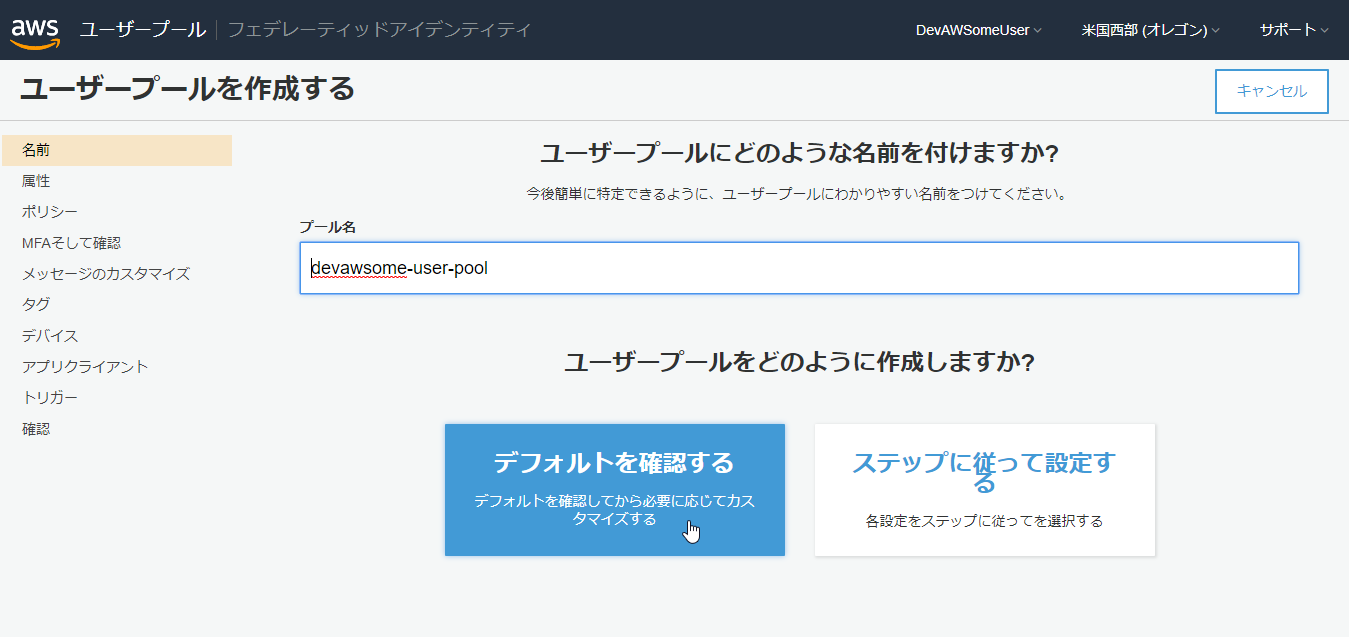 aws ユーザープール フェデレーティッドアイデンティティ DevAWSomeUser 米国西部 (オレゴン) サポート
ユーザープールを作成する
キャンセル
名前
属性
ポリシー
MFAそして確認
メッセージのカスタマイズ
タグ
デバイス
アプリクライアント
トリガー
確認
ユーザープールにどのような名前を付けますか?
今後簡単に特定できるように、ユーザープールにわかりやすい名前をつけてください。
プール名
devawsome-user-pool
ユーザープールをどのように作成しますか?
デフォルトを確認する
デフォルトを確認してから必要に応じてカス
タマイズする
ステップに従って設定す
る
各設定をステップに従ってを選択する